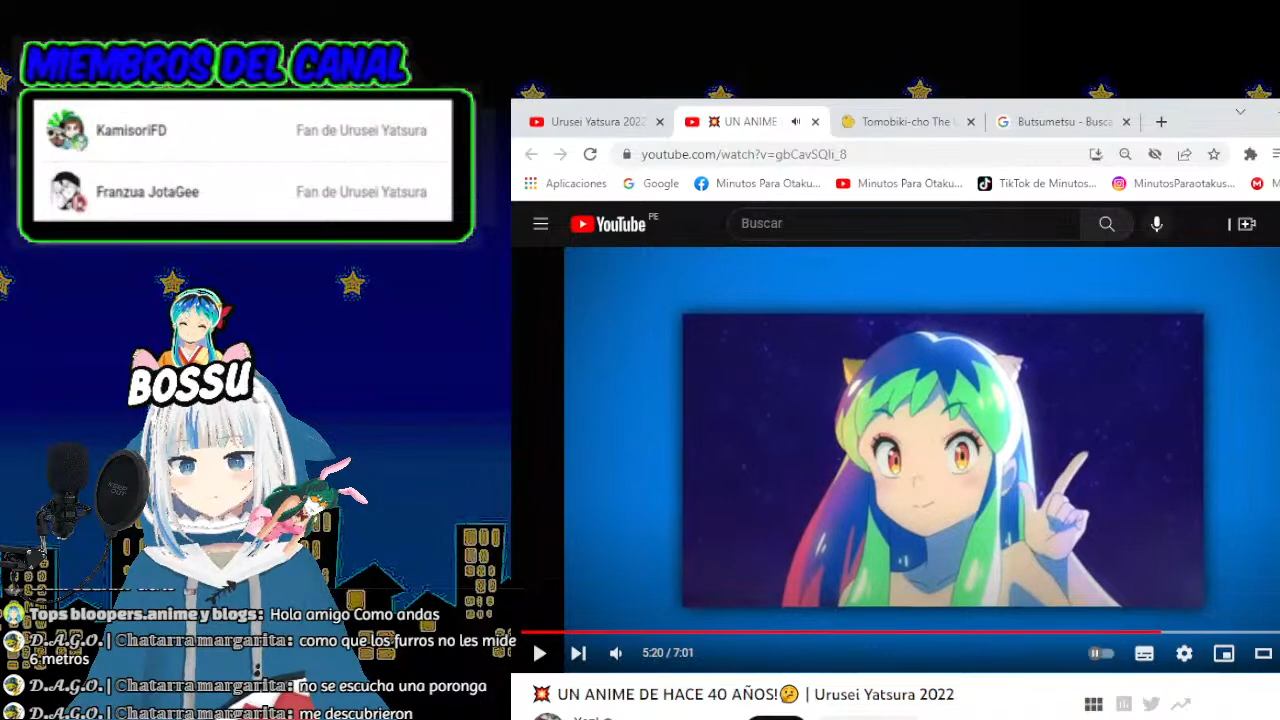 MIEMBROS DEL CANAL
KamisoriFD Fan de Urusei Yatsura
Franzua JotaGee Fan de Urusei Yatsura
BOSSU
KEEP OUT
Tops bloopers.anime y blogs: Hola amigo Como andas
D.A.G.O. | Chatarra margarita: como que los furros no les mide
6 metros
D.A.G.O. | Chatarra margarita: no se escucha una poronga
D.A.G.O. | Chatarra margarita: me descubrieron
Urusei Yatsura 2022
💥 UN ANIME
Tomobiki-cho The U
Butsumetsu - Busca
youtube.com/watch?v=gbCavSQIi_8
Aplicaciones Google Minutos Para Otaku... Minutos Para Otaku... TikTok de Minutos... MinutosParaotakus... M
YouTube PE
Buscar
5:20 / 7:01
💥 UN ANIME DE HACE 40 AÑOS!🤔 | Urusei Yatsura 2022